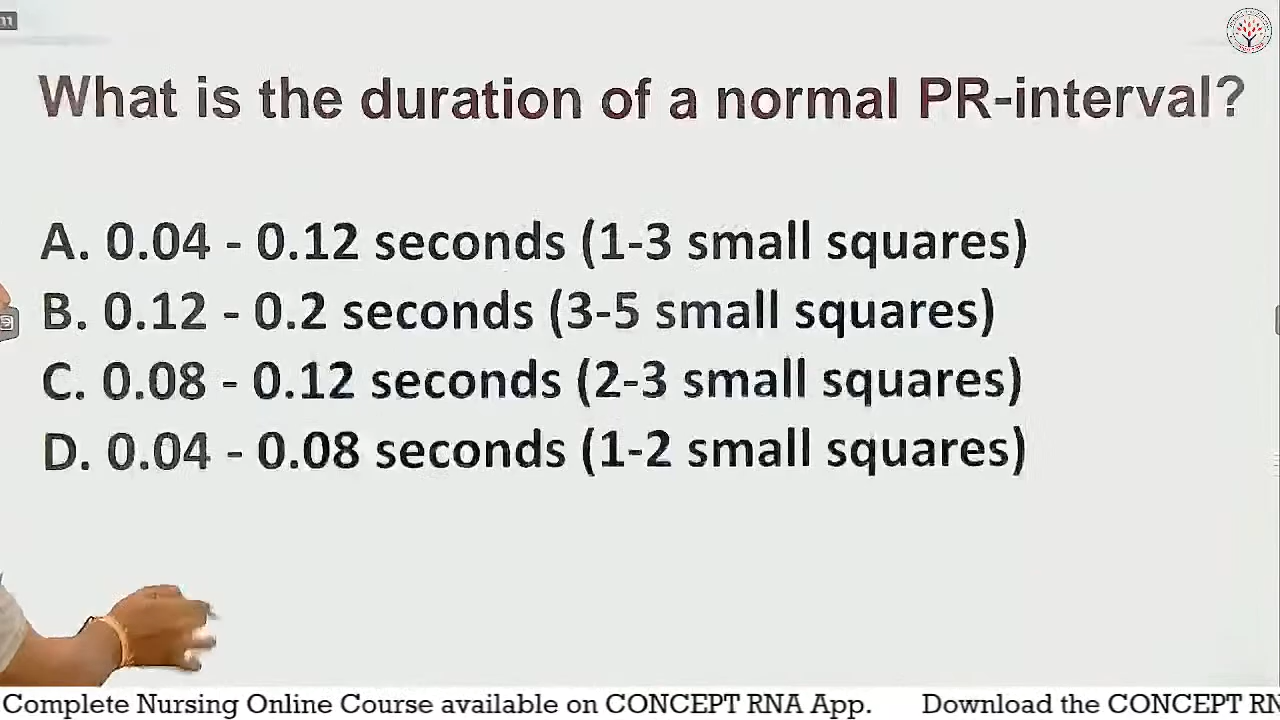 What is the duration of a normal PR-interval?
A. 0.04 - 0.12 seconds (1-3 small squares)
B. 0.12 - 0.2 seconds (3-5 small squares)
C. 0.08 - 0.12 seconds (2-3 small squares)
D. 0.04 - 0.08 seconds (1-2 small squares)
Complete Nursing Online Course available on CONCEPT RNA App. Download the CONCEPT RN